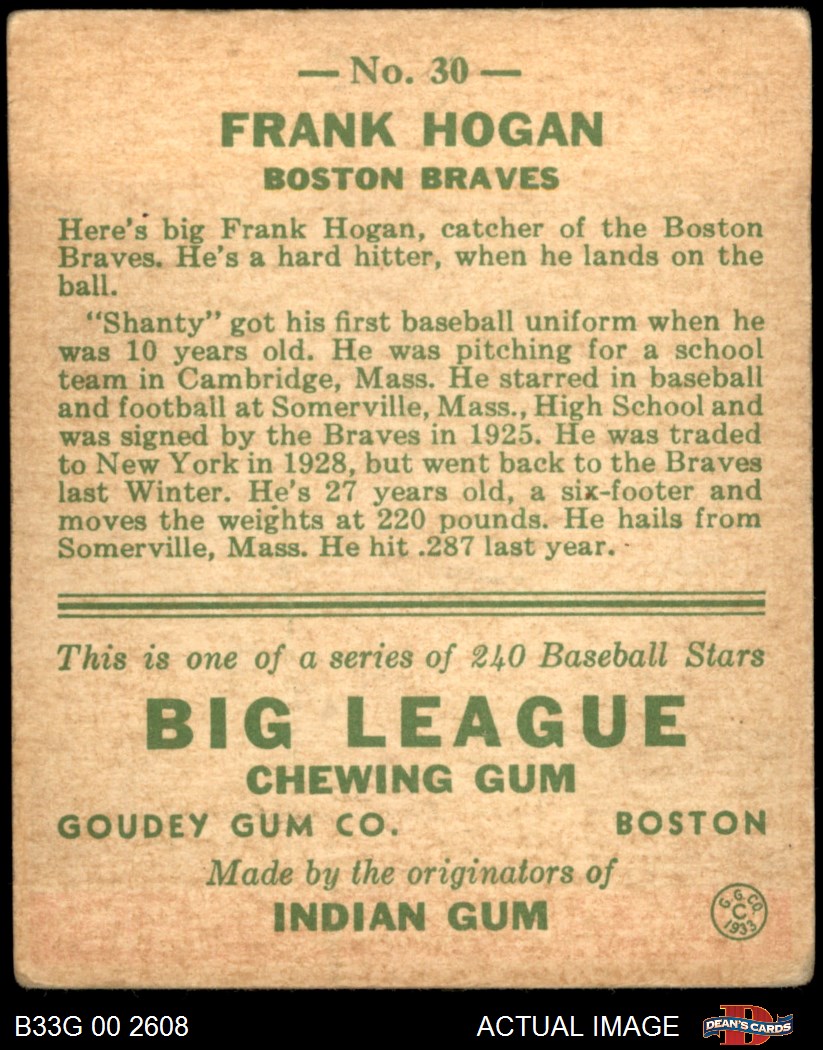 — No. 30 —
FRANK HOGAN
BOSTON BRAVES
Here's big Frank Hogan, catcher of the Boston
Braves. He's a hard hitter, when he lands on the
ball.
"Shanty" got his first baseball uniform when he
was 10 years old. He was pitching for a school
team in Cambridge, Mass. He starred in baseball
and football at Somerville, Mass., High School and
was signed by the Braves in 1925. He was traded
to New York in 1928, but went back to the Braves
last Winter. He's 27 years old, a six-footer and
moves the weights at 220 pounds. He hails from
Somerville, Mass. He hit .287 last year.
This is one of a series of 240 Baseball Stars
BIG LEAGUE
CHEWING GUM
GOUDEY GUM CO. BOSTON
Made by the originators of
INDIAN GUM
G. G. CO.
C
1933
B33G 00 2608
ACTUAL IMAGE
D
DEAN'S CARDS